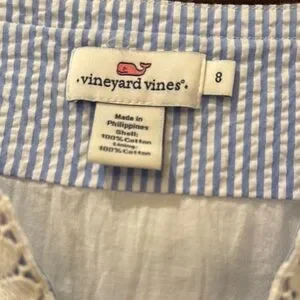 vineyard vines®
8
Made in
Philippines
Shell:
100% Cotton
Lining:
100% Cotton